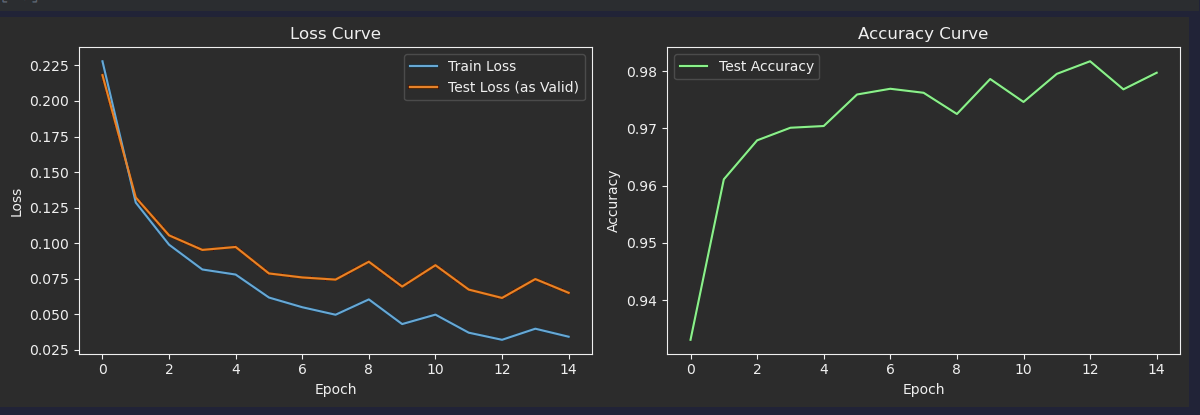 Loss Curve
Train Loss
Test Loss (as Valid)
0.225
0.200
0.175
0.150
0.125
0.100
0.075
0.050
0.025
Loss
0 2 4 6 8 10 12 14
Epoch
Accuracy Curve
Test Accuracy
0.98
0.97
0.96
0.95
0.94
Accuracy
0 2 4 6 8 10 12 14
Epoch